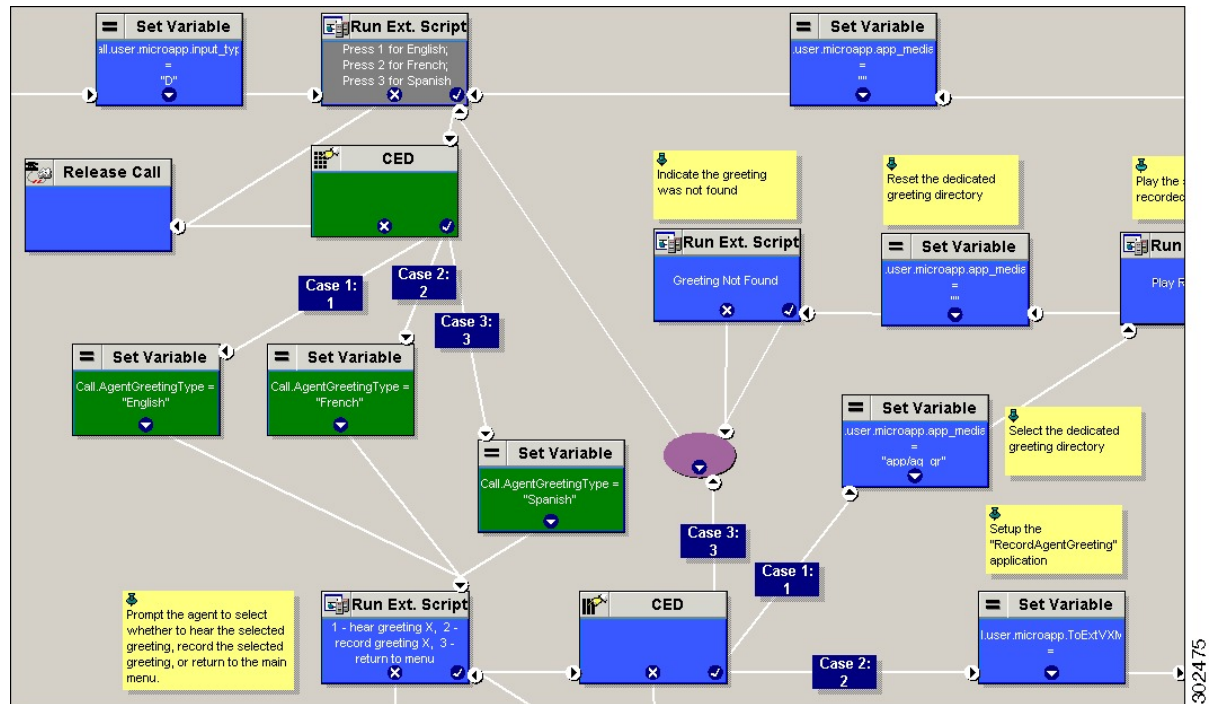 Set Variable
all.user.microapp.input_typ
=
"D"
Run Ext. Script
Press 1 for English;
Press 2 for French;
Press 3 for Spanish
Set Variable
.user.microapp.app_media
=
""
Release Call
CED
Indicate the greeting
was not found
Reset the dedicated
greeting directory
Play the
recorded
Run Ext. Script
Greeting Not Found
Set Variable
.user.microapp.app_media
=
""
Run
Play R
Case 1:
1
Case 2:
2
Case 3:
3
Set Variable
Call.AgentGreetingType =
"English"
Set Variable
Call.AgentGreetingType =
"French"
Set Variable
Call.AgentGreetingType =
"Spanish"
Set Variable
.user.microapp.app_media
=
"app/ag_gr"
Select the dedicated
greeting directory
Case 3:
3
Case 1:
1
Setup the
"RecordAgentGreeting"
application
Prompt the agent to select
whether to hear the selected
greeting, record the selected
greeting, or return to the main
menu.
Run Ext. Script
1 - hear greeting X, 2 -
record greeting X, 3 -
return to menu
CED
Case 2:
2
Set Variable
l.user.microapp.ToExtVXM
=
302475